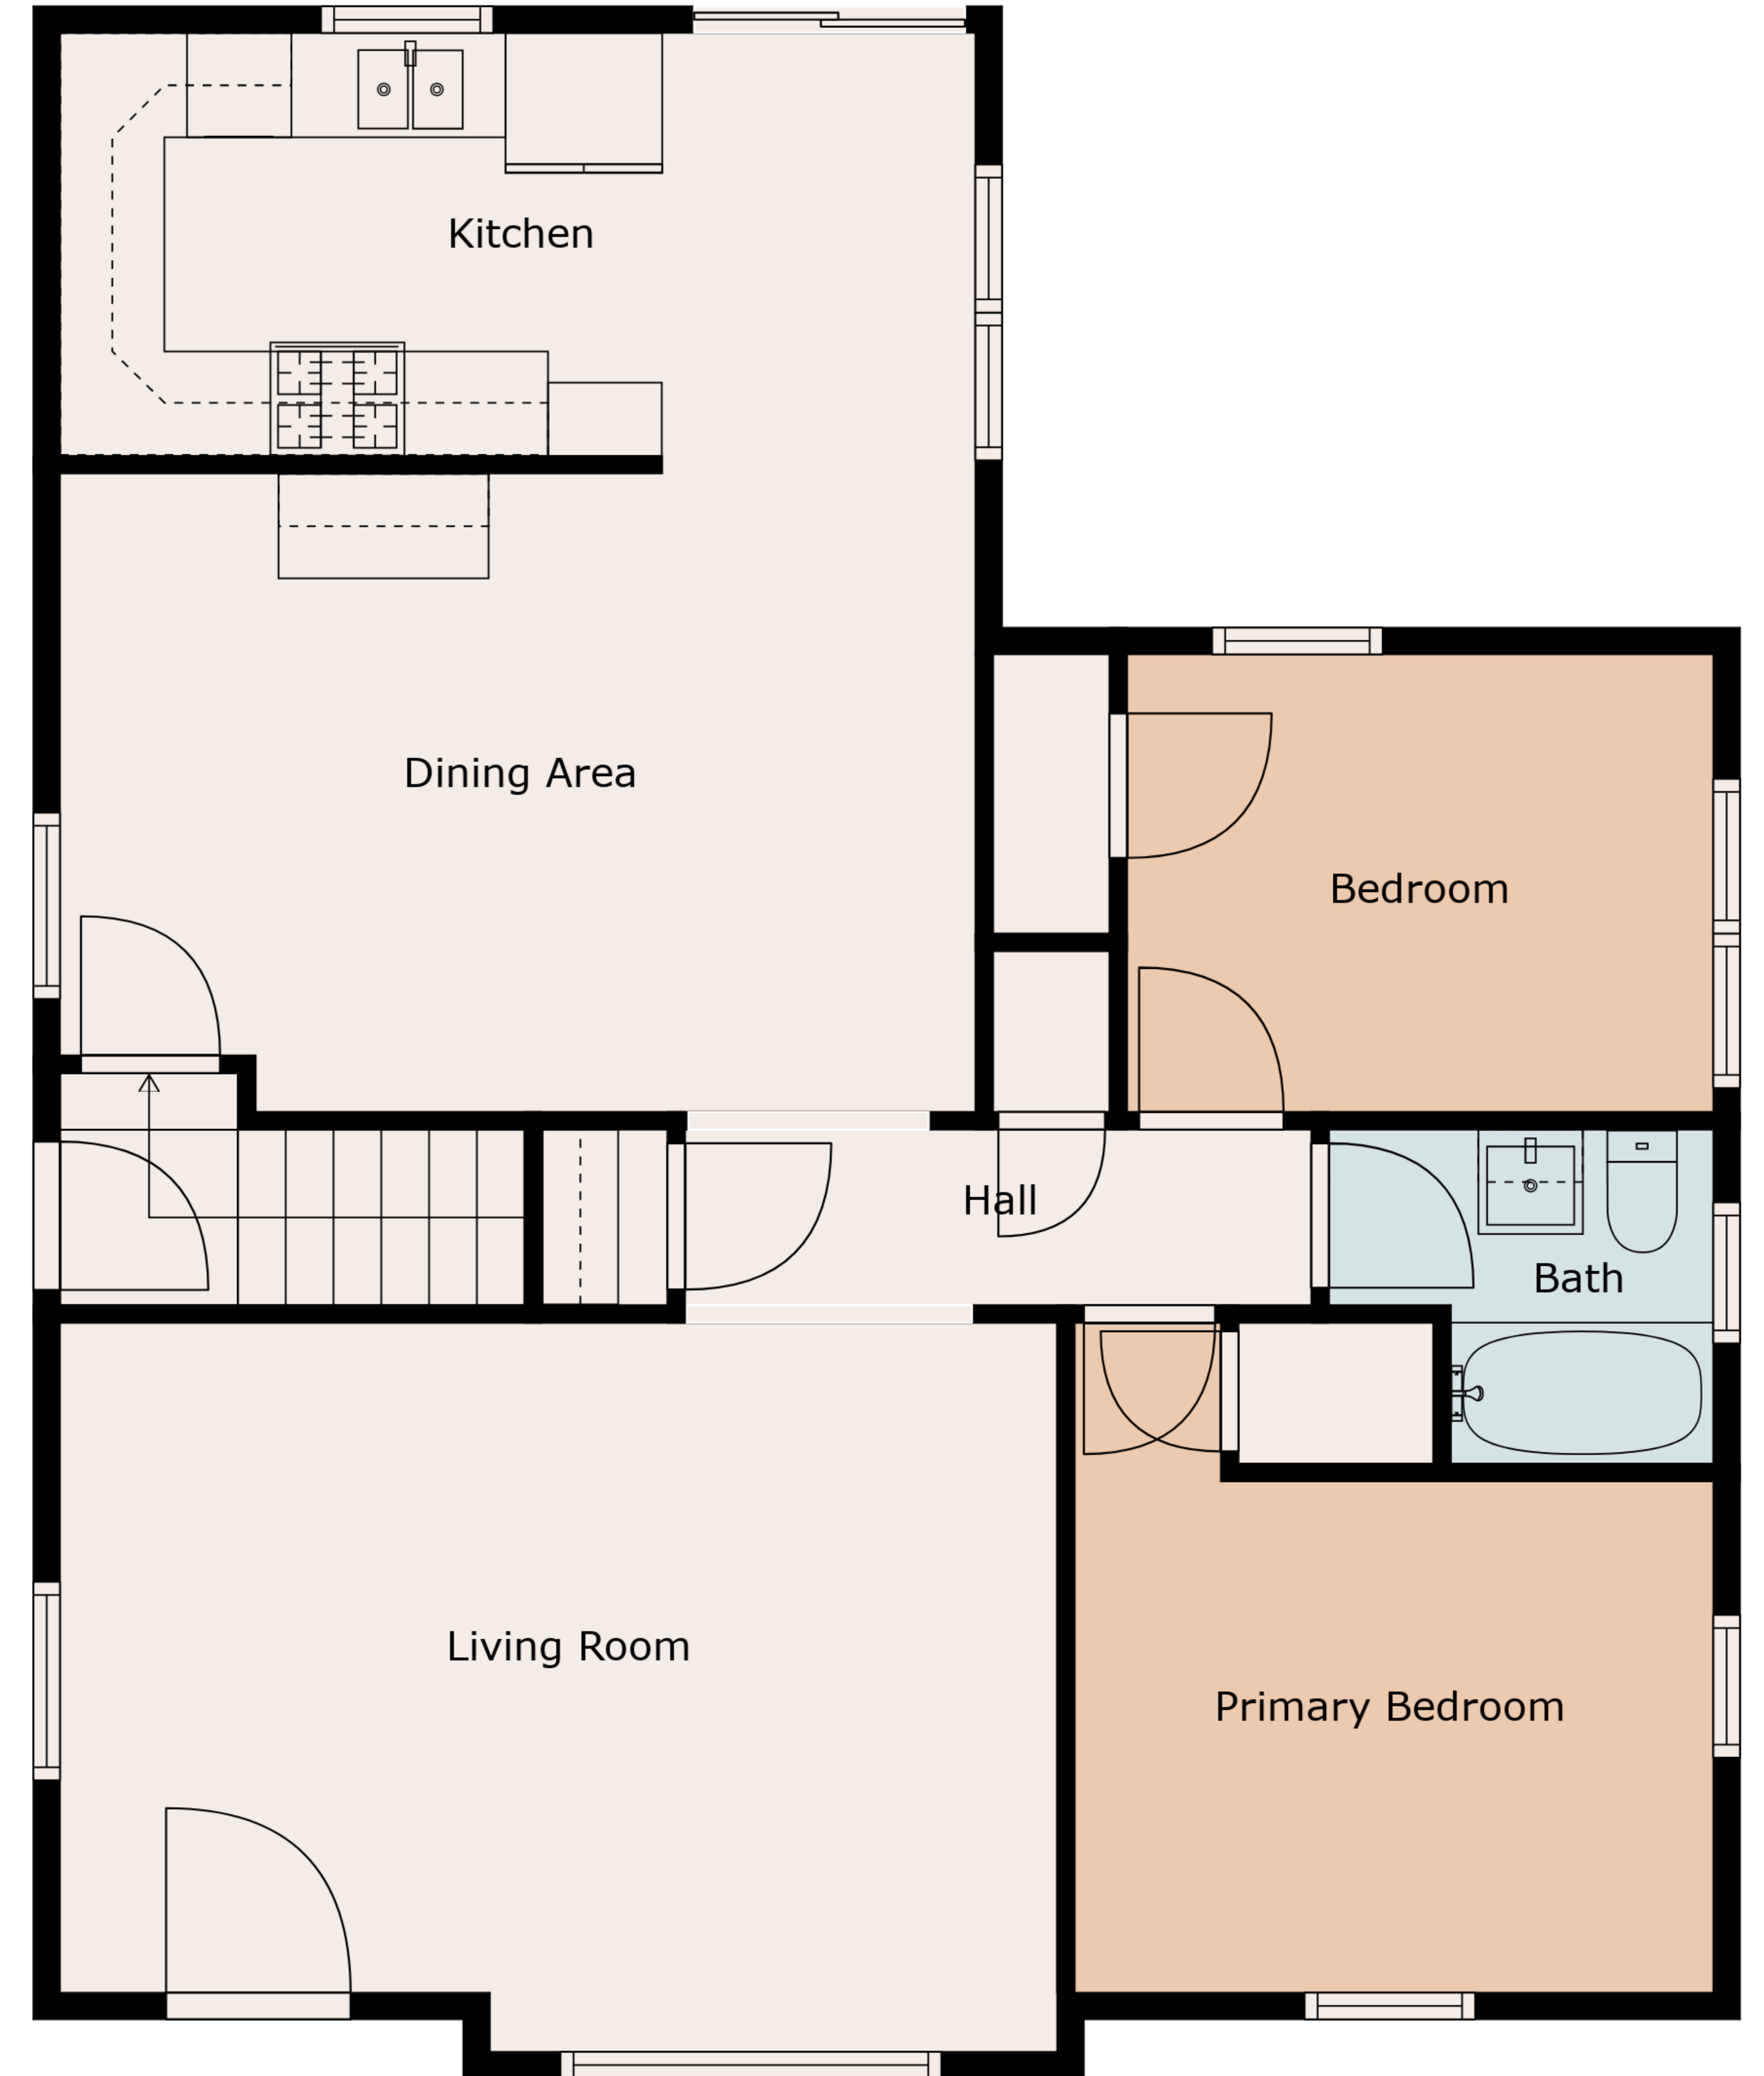 Kitchen
Dining Area
Bedroom
Hall
Bath
Living Room
Primary Bedroom